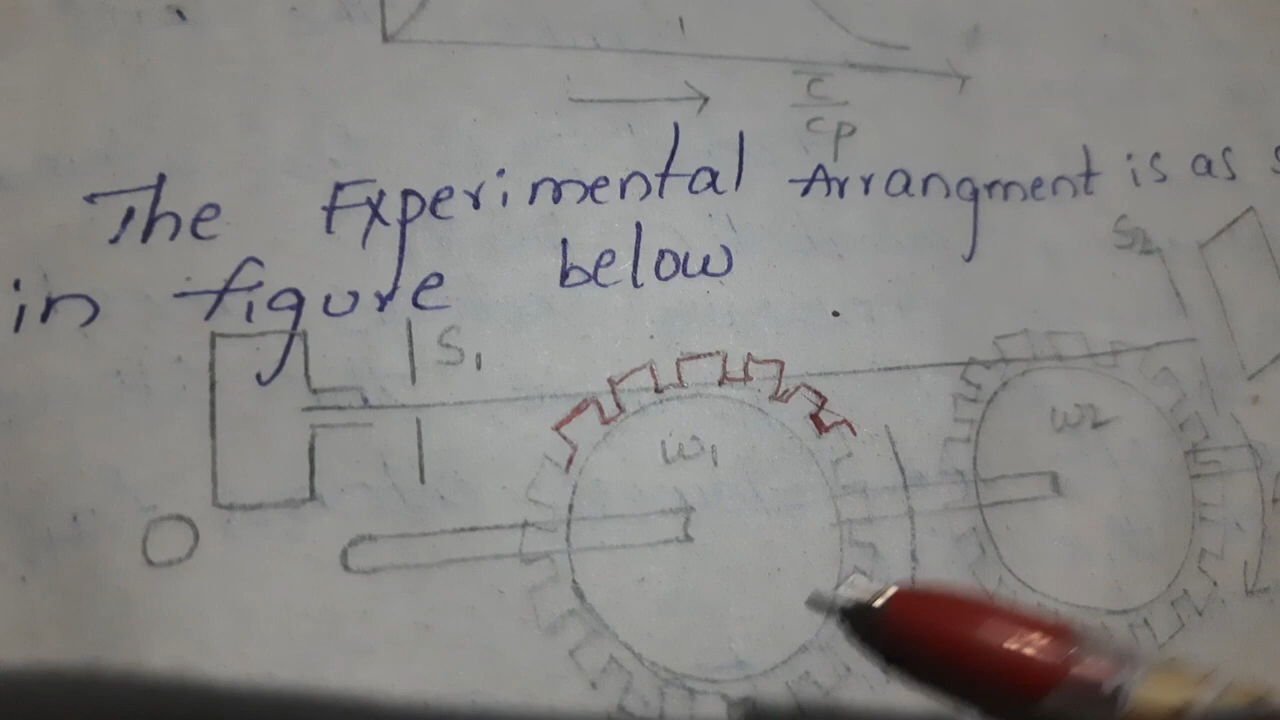 C
cp
The Experimental Arrangment is as
in figure below
S2
S1
W1
W2
O